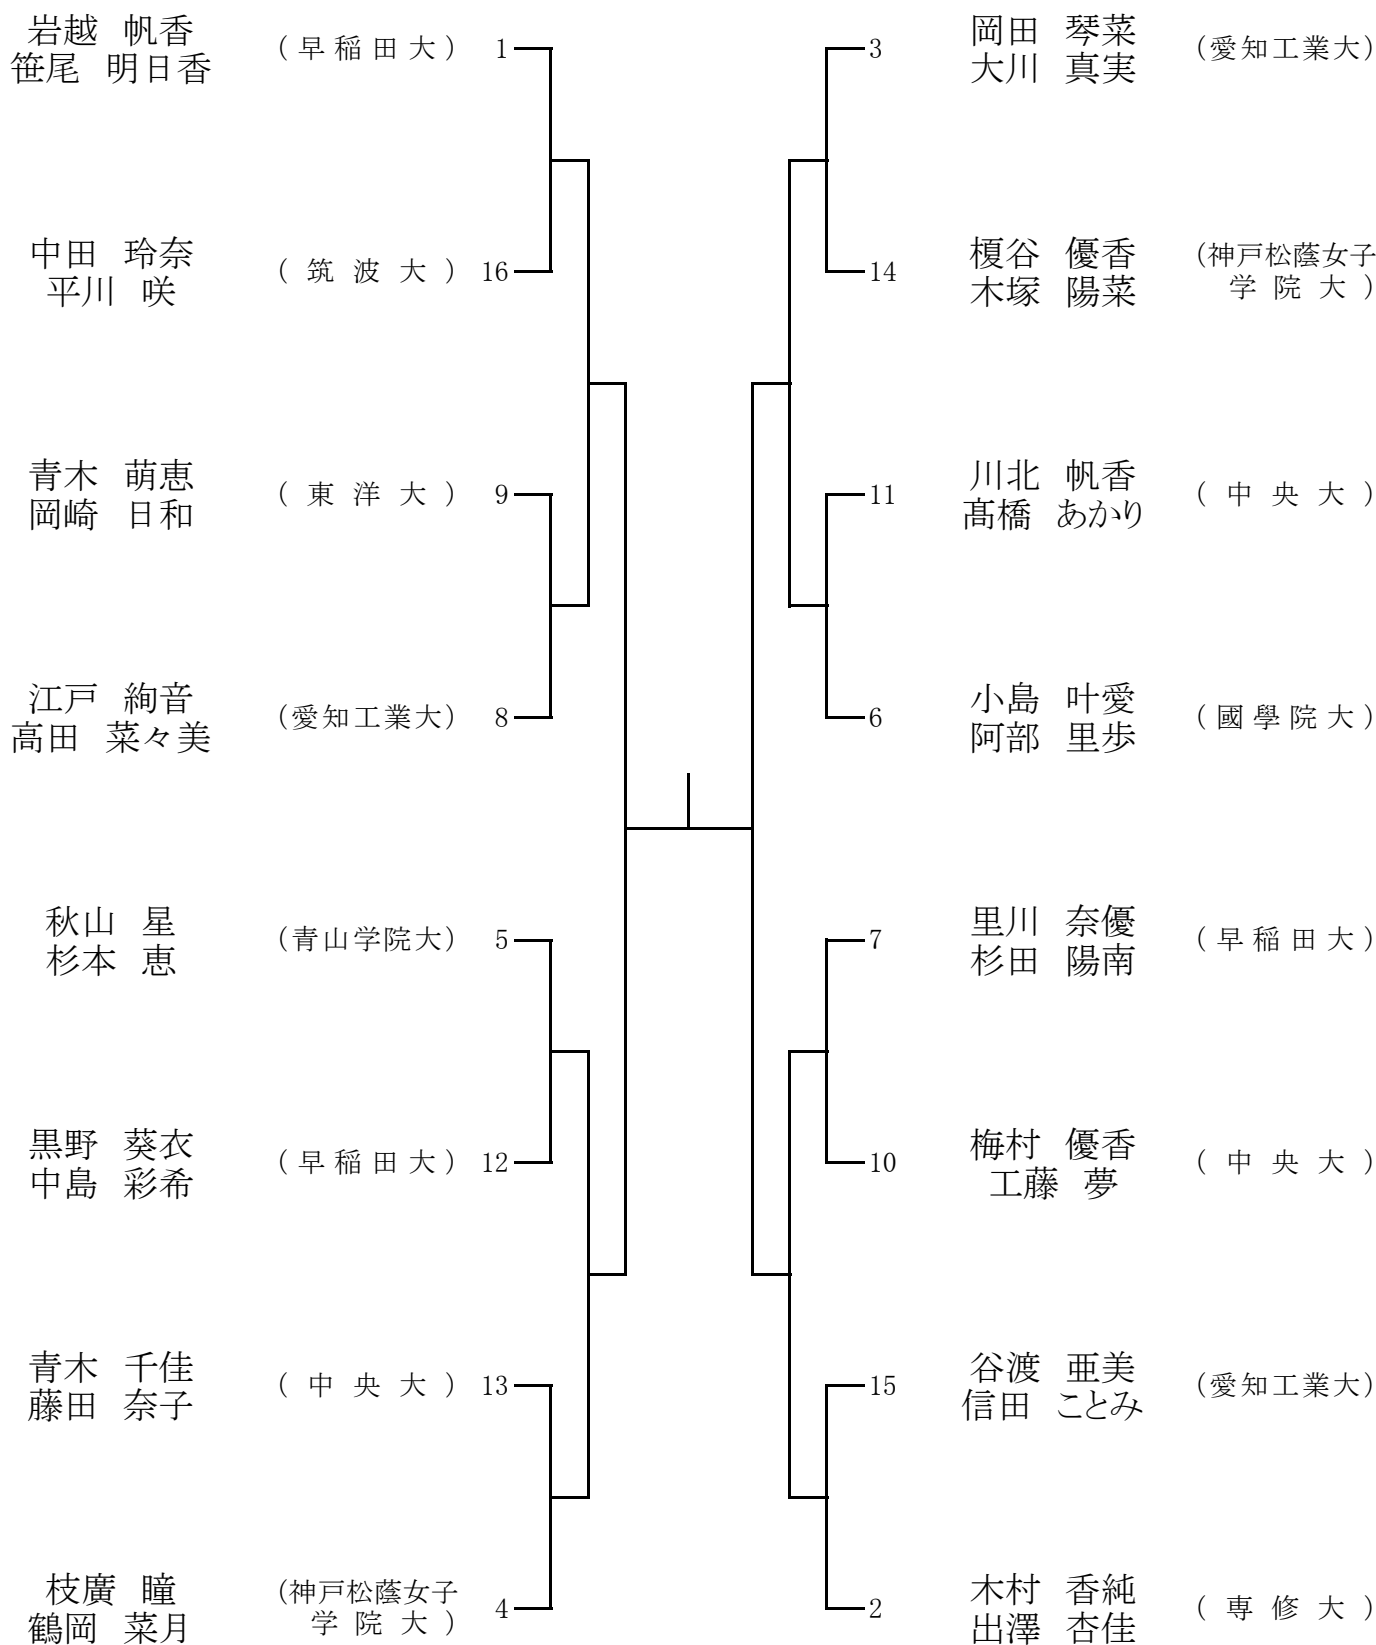 岩越 帆香
笹尾 明日香
(早稲田大) 1
中田 玲奈
平川 咲
(筑波大) 16
青木 萌恵
岡崎 日和
(東洋大) 9
江戸 絢音
高田 菜々美
(愛知工業大) 8
秋山 星
杉本 恵
(青山学院大) 5
黒野 葵衣
中島 彩希
(早稲田大) 12
青木 千佳
藤田 奈子
(中央大) 13
枝廣 瞳
鶴岡 菜月
(神戸松蔭女子
学院大) 4
3 岡田 琴菜
大川 真実
(愛知工業大)
14 榎谷 優香
木塚 陽菜
(神戸松蔭女子
学院大)
11 川北 帆香
髙橋 あかり
(中央大)
6 小島 叶愛
阿部 里歩
(國學院大)
7 里川 奈優
杉田 陽南
(早稲田大)
10 梅村 優香
工藤 夢
(中央大)
15 谷渡 亜美
信田 ことみ
(愛知工業大)
2 木村 香純
出澤 杏佳
(専修大)